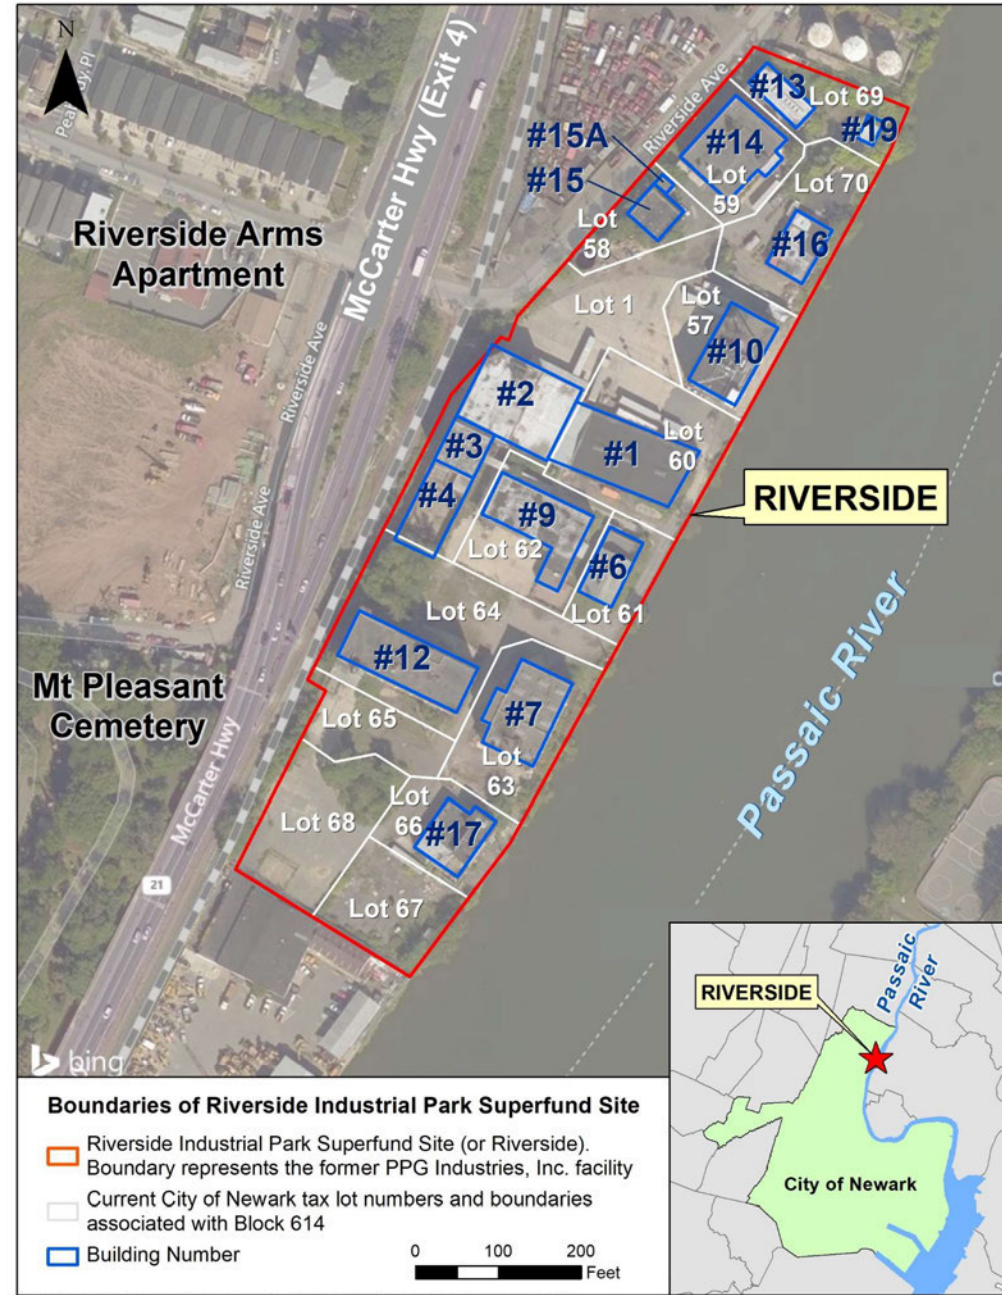 N
Peabody Pl
McCarter Hwy (Exit 4)
Riverside Ave
#13
Lot 69
#19
#14
#15A
#15
Lot
59
Lot 70
Lot
58
#16
Riverside Arms
Apartment
Lot 1
Lot
57
#10
Riverside Ave
#2
#3
#1
Lot
60
#4
RIVERSIDE
#9
Lot 62
#6
Lot 61
Riverside Ave
Lot 64
#12
Mt Pleasant
Cemetery
Passaic River
#7
Lot 65
Lot
63
McCarter Hwy
Lot
66
#17
Lot 68
Lot 67
21
bing
RIVERSIDE
Passaic
River
City of Newark
Boundaries of Riverside Industrial Park Superfund Site
Riverside Industrial Park Superfund Site (or Riverside).
Boundary represents the former PPG Industries, Inc. facility
Current City of Newark tax lot numbers and boundaries
associated with Block 614
Building Number
0 100 200
Feet